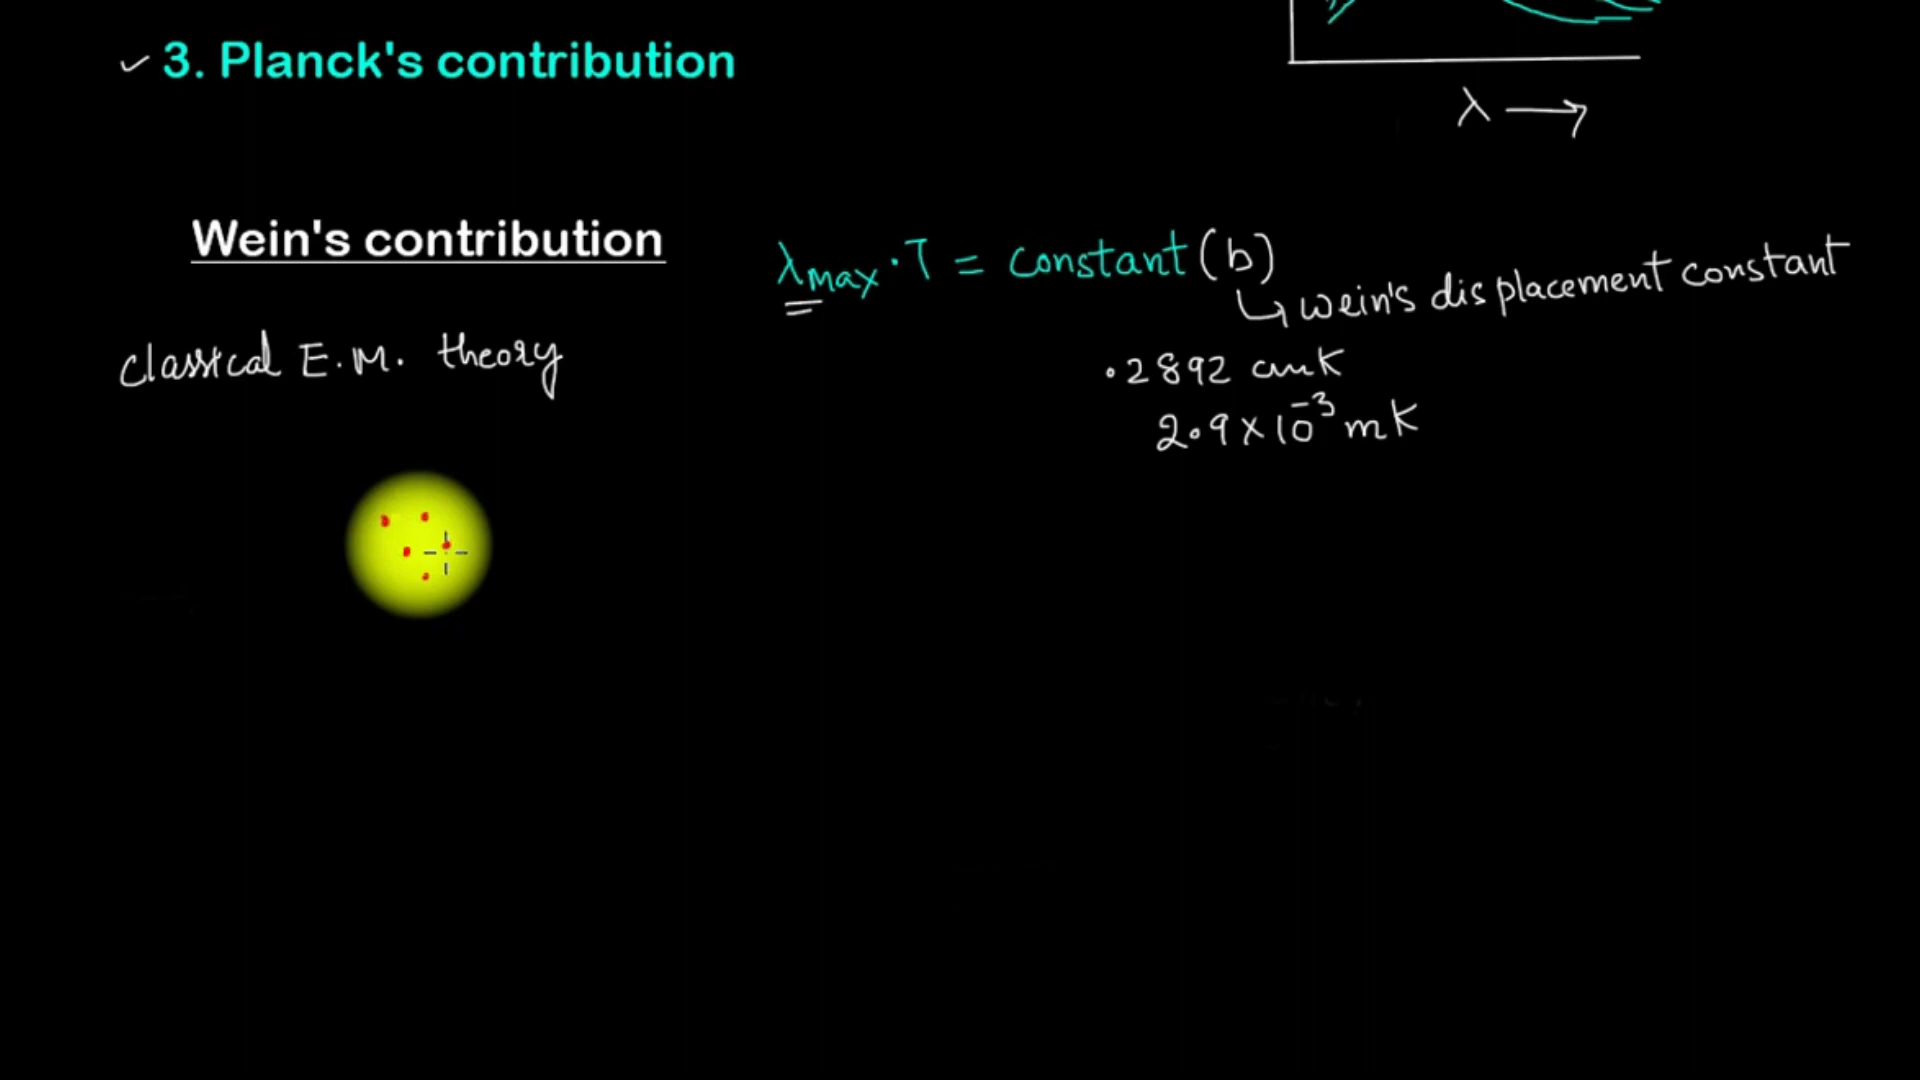 3. Planck's contribution
λ
Wein's contribution
λmax · T = constant (b)
wein's displacement constant
classical E.M. theory
.2892 cmK
2.9×10⁻³ mK